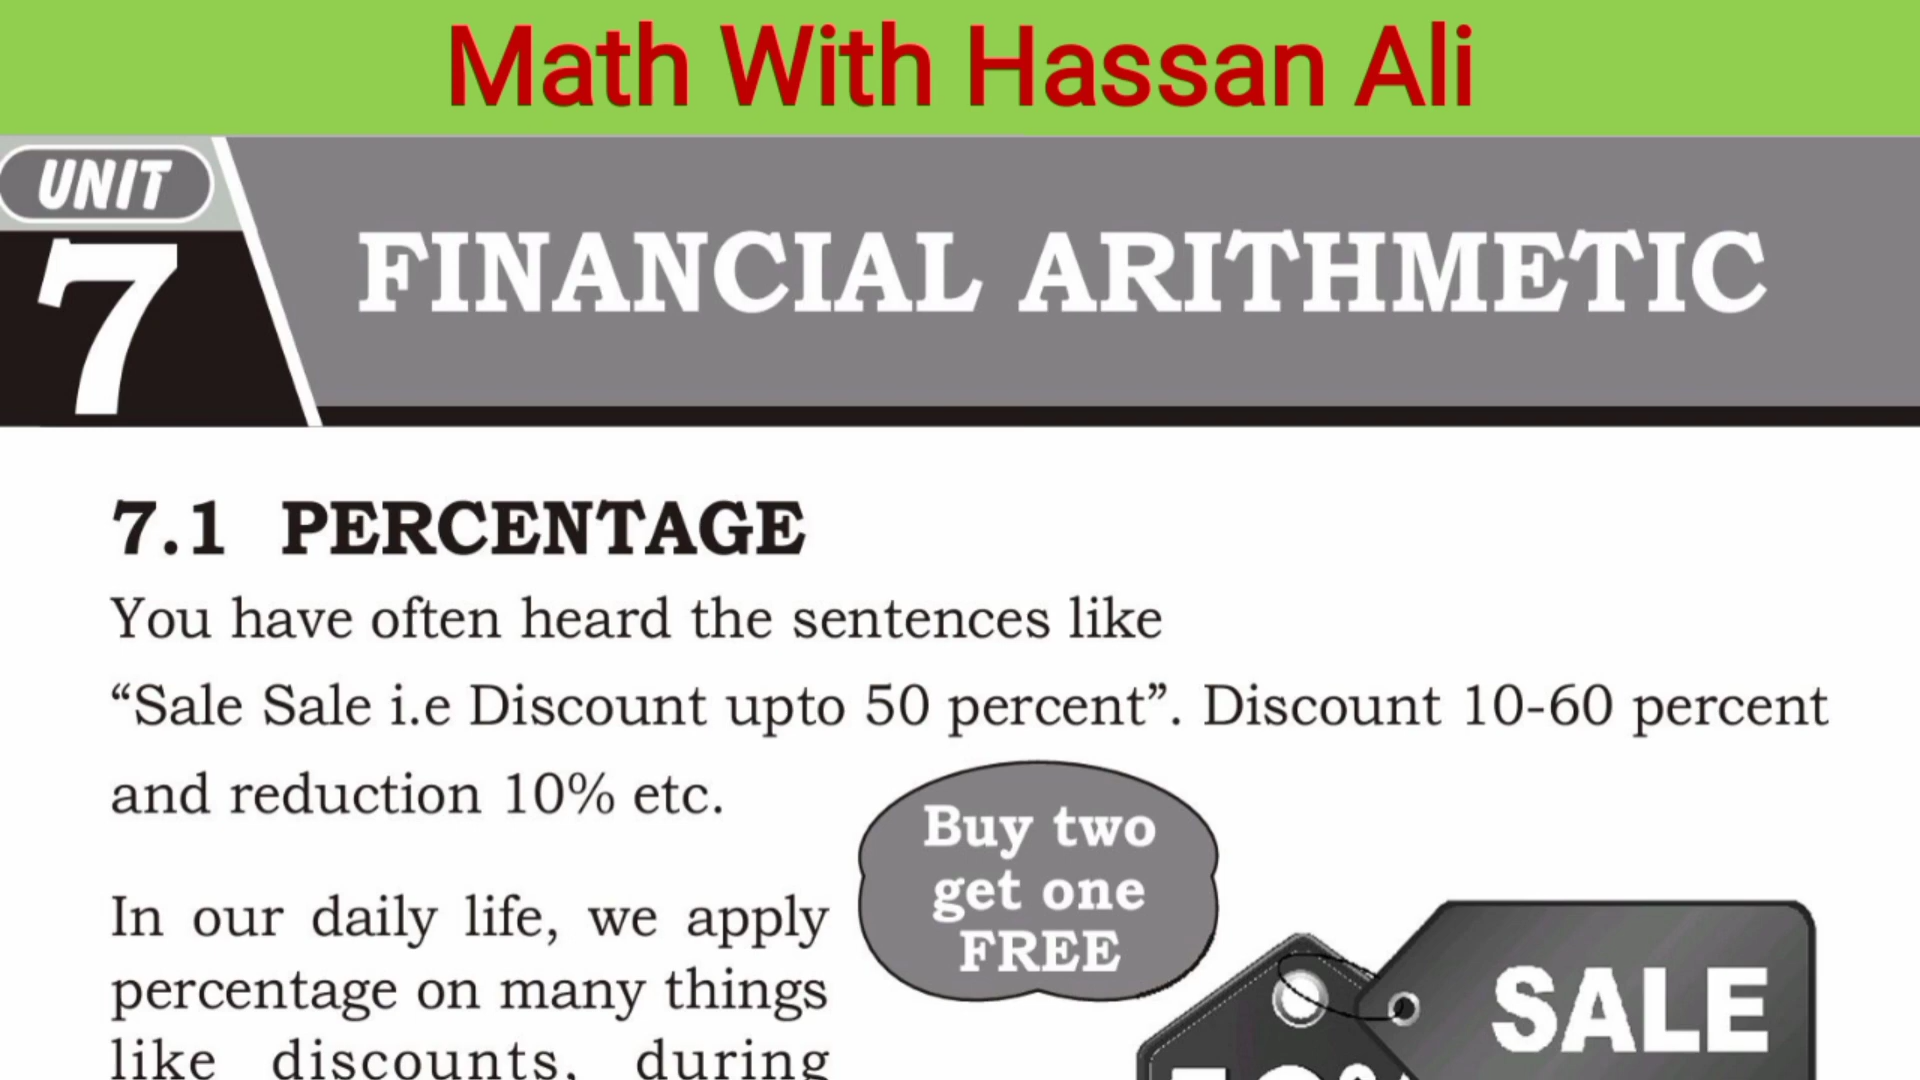 Math With Hassan Ali
UNIT
7
FINANCIAL ARITHMETIC
7.1 PERCENTAGE
You have often heard the sentences like
“Sale Sale i.e Discount upto 50 percent”. Discount 10-60 percent
and reduction 10% etc.
Buy two
get one
FREE
In our daily life, we apply
percentage on many things
like discounts, during
SALE